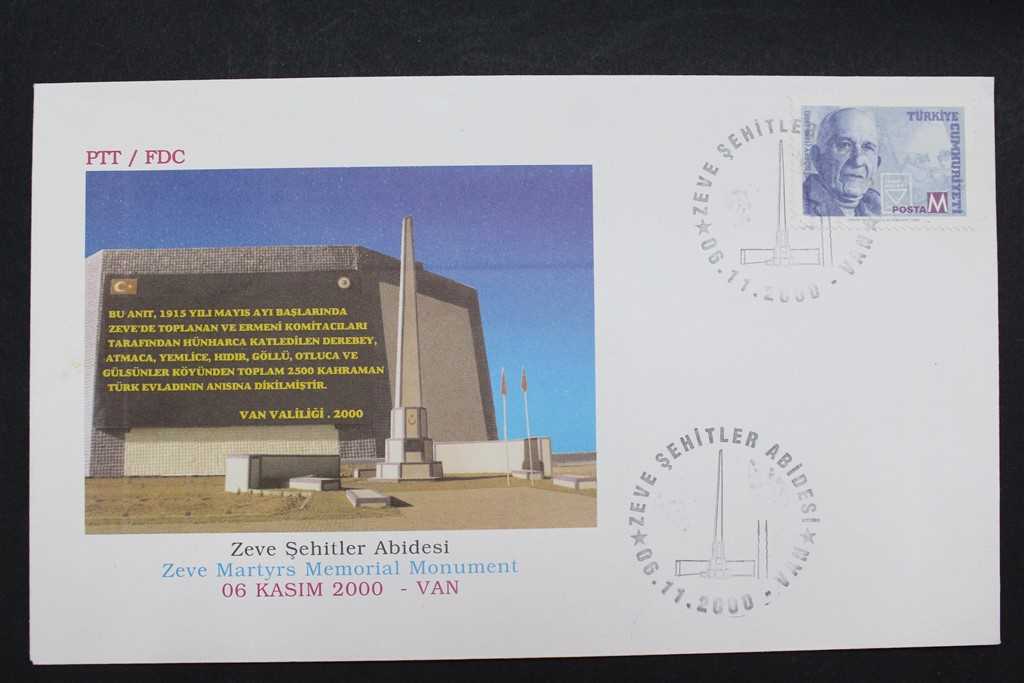 PTT / FDC
BU ANIT, 1915 YILI MAYIS AYI BAŞLARINDA
ZEVE'DE TOPLANAN VE ERMENİ KOMİTACILARI
TARAFINDAN HÜNHARCA KATLEDİLEN DEREBEY,
ATMACA, YEMLİCE, HIDIR, GÖLLÜ, OTLUCA VE
GÜLSÜNLER KÖYÜNDEN TOPLAM 2500 KAHRAMAN
TÜRK EVLADININ ANISINA DİKİLMİŞTİR.
VAN VALİLİĞİ . 2000
Zeve Şehitler Abidesi
Zeve Martyrs Memorial Monument
06 KASIM 2000 - VAN
ZEVE ŞEHİTLE
06.11.2000 - VAN
TÜRKİYE
CUMHURİYETİ
POSTA M
ZEVE ŞEHİTLER ABİDESİ
06.11.2000 - VAN